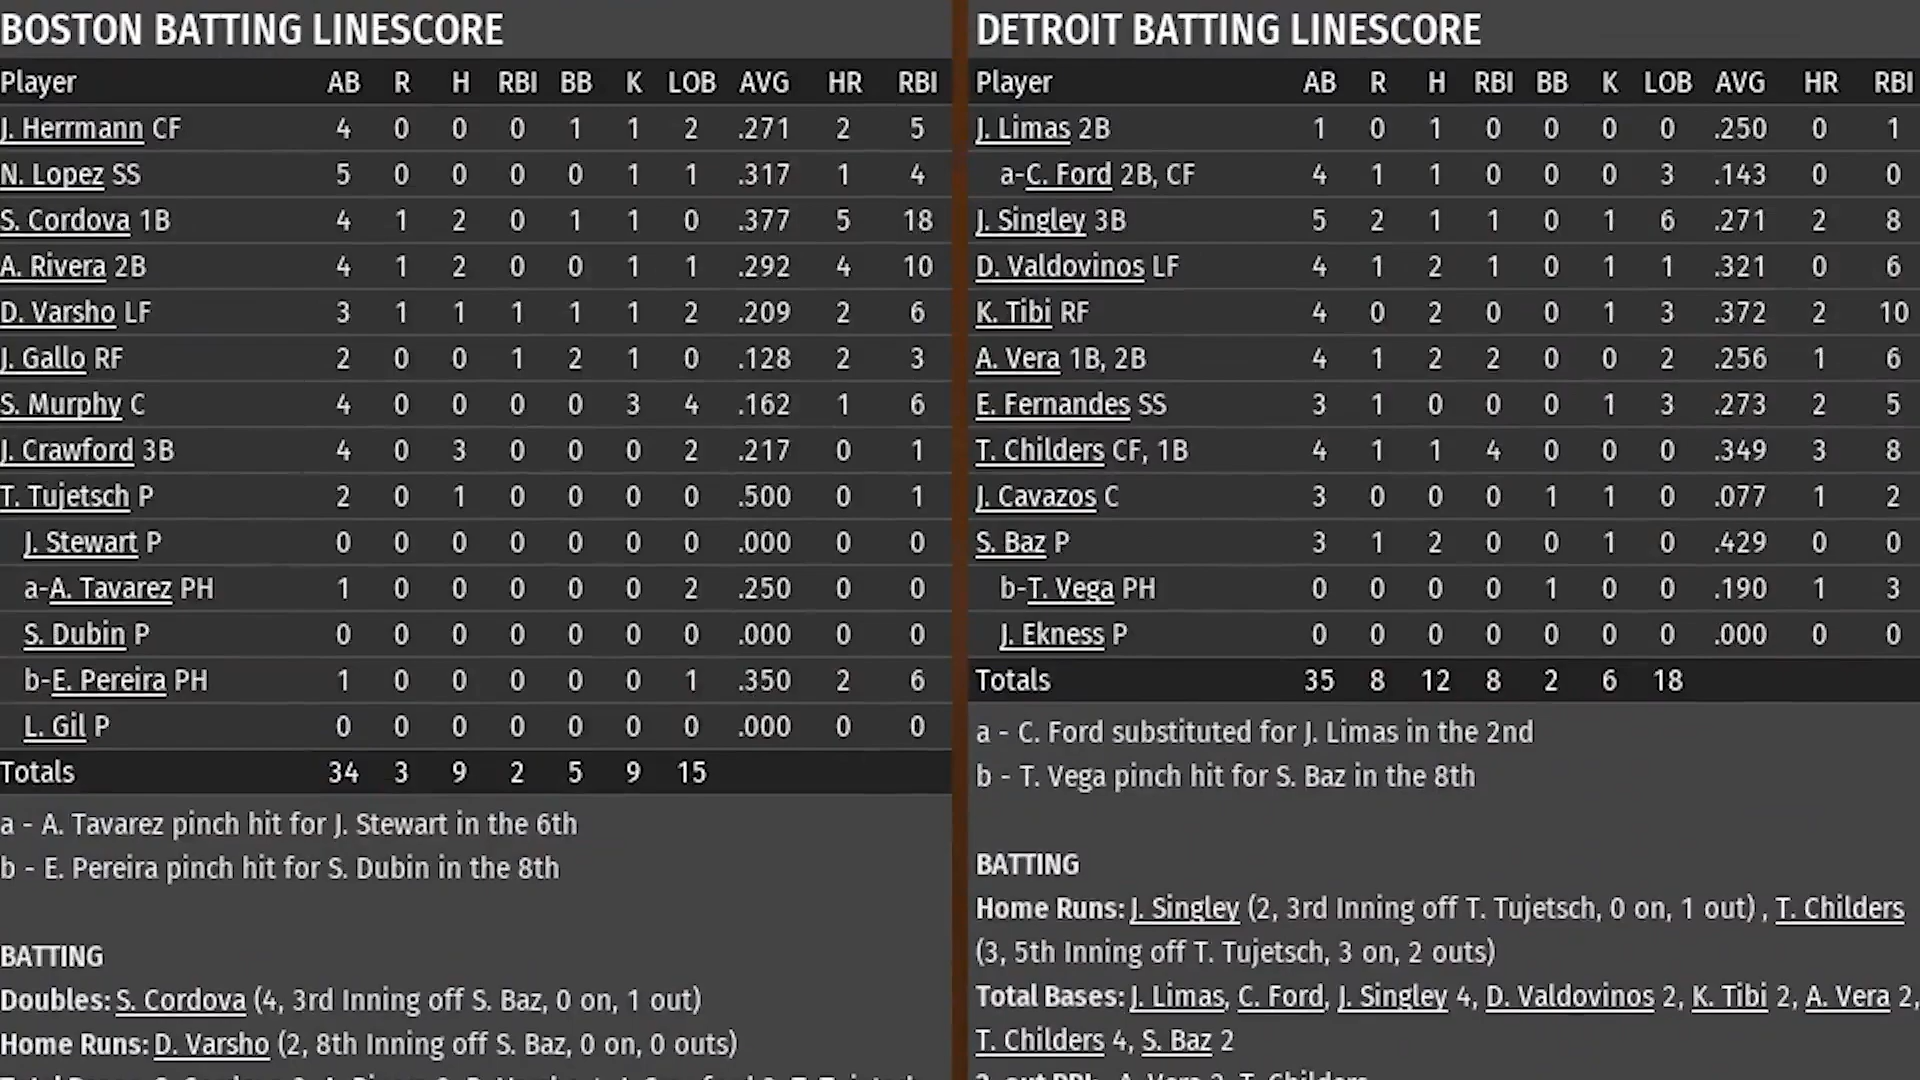 BOSTON BATTING LINESCORE
Player AB R H RBI BB K LOB AVG HR RBI
J. Herrmann CF 4 0 0 0 1 1 2 .271 2 5
N. Lopez SS 5 0 0 0 0 1 1 .317 1 4
S. Cordova 1B 4 1 2 0 1 1 0 .377 5 18
A. Rivera 2B 4 1 2 0 0 1 1 .292 4 10
D. Varsho LF 3 1 1 1 1 1 2 .209 2 6
J. Gallo RF 2 0 0 1 2 1 0 .128 2 3
S. Murphy C 4 0 0 0 0 3 4 .162 1 6
J. Crawford 3B 4 0 3 0 0 0 2 .217 0 1
T. Tujetsch P 2 0 1 0 0 0 0 .500 0 1
J. Stewart P 0 0 0 0 0 0 0 .000 0 0
a-A. Tavarez PH 1 0 0 0 0 0 2 .250 0 0
S. Dubin P 0 0 0 0 0 0 0 .000 0 0
b-E. Pereira PH 1 0 0 0 0 0 1 .350 2 6
L. Gil P 0 0 0 0 0 0 0 .000 0 0
Totals 34 3 9 2 5 9 15
a - A. Tavarez pinch hit for J. Stewart in the 6th
b - E. Pereira pinch hit for S. Dubin in the 8th
BATTING
Doubles: S. Cordova (4, 3rd Inning off S. Baz, 0 on, 1 out)
Home Runs: D. Varsho (2, 8th Inning off S. Baz, 0 on, 0 outs)
DETROIT BATTING LINESCORE
Player AB R H RBI BB K LOB AVG HR RBI
J. Limas 2B 1 0 1 0 0 0 0 .250 0 1
a-C. Ford 2B, CF 4 1 1 0 0 0 3 .143 0 0
J. Singley 3B 5 2 1 1 0 1 6 .271 2 8
D. Valdovinos LF 4 1 2 1 0 1 1 .321 0 6
K. Tibi RF 4 0 2 0 0 1 3 .372 2 10
A. Vera 1B, 2B 4 1 2 2 0 0 2 .256 1 6
E. Fernandes SS 3 1 0 0 0 1 3 .273 2 5
T. Childers CF, 1B 4 1 1 4 0 0 0 .349 3 8
J. Cavazos C 3 0 0 0 1 1 0 .077 1 2
S. Baz P 3 1 2 0 0 1 0 .429 0 0
b-T. Vega PH 0 0 0 0 1 0 0 .190 1 3
J. Ekness P 0 0 0 0 0 0 0 .000 0 0
Totals 35 8 12 8 2 6 18
a - C. Ford substituted for J. Limas in the 2nd
b - T. Vega pinch hit for S. Baz in the 8th
BATTING
Home Runs: J. Singley (2, 3rd Inning off T. Tujetsch, 0 on, 1 out) , T. Childers
(3, 5th Inning off T. Tujetsch, 3 on, 2 outs)
Total Bases: J. Limas, C. Ford, J. Singley 4, D. Valdovinos 2, K. Tibi 2, A. Vera 2,
T. Childers 4, S. Baz 2